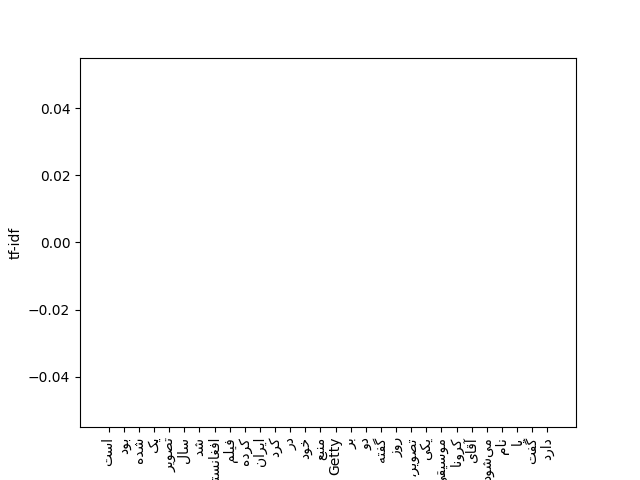 0.04
0.02
0.00
−0.02
−0.04
tf-idf
است
بود
شده
یک
تصویر
سال
شد
افغانست
فیلم
کرده
ایران
کرد
در
خود
منبع
Getty
بر
دو
گفته
روز
تصویر،
یکی
موسیقی
کرونا
آقای
می‌شود
نام
با
گفت
دارد